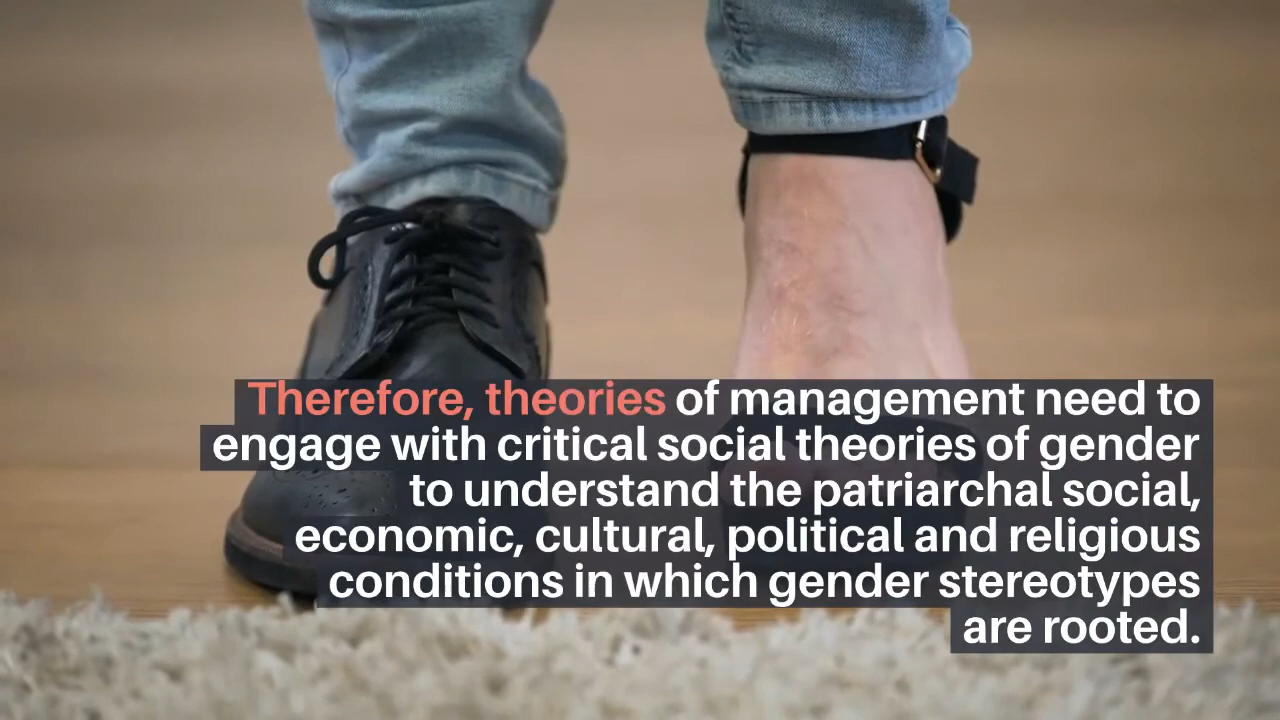 Therefore, theories of management need to
engage with critical social theories of gender
to understand the patriarchal social,
economic, cultural, political and religious
conditions in which gender stereotypes
are rooted.